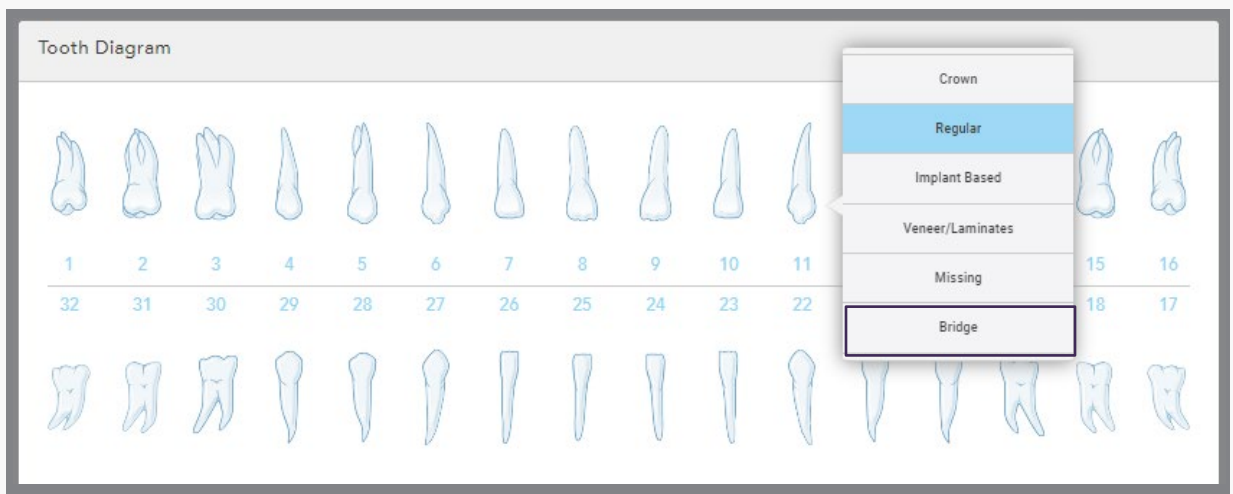 Tooth Diagram
Crown
Regular
Implant Based
Veneer/Laminates
Missing
Bridge
1 2 3 4 5 6 7 8 9 10 11 15 16
32 31 30 29 28 27 26 25 24 23 22 18 17